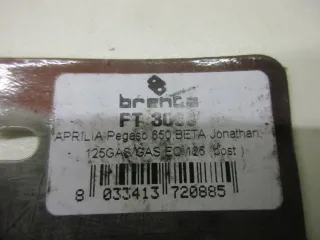 brenta
FT 30
APRILIA Pegaso 650 BETA Jonathan
125GAS GAS EC 125 post )
8 033413 720885